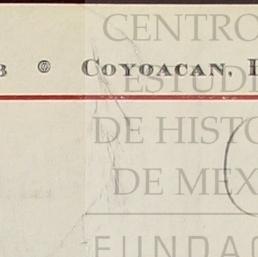 CENTRO
COYOACAN,
ESTUDI
DE HISTO
DE MEX
FUNDAC